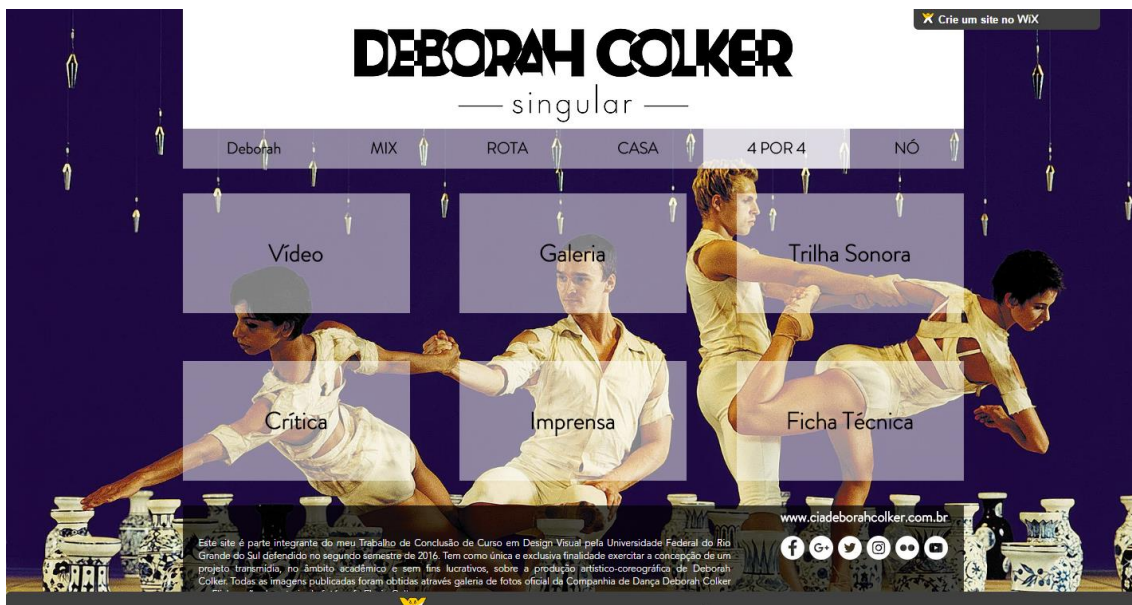 Crie um site no WiX
DEBORAH COLKER
singular
Deborah MIX ROTA CASA 4 POR 4 NÓ
Vídeo Galeria Trilha Sonora
Crítica Imprensa Ficha Técnica
www.ciadeborahcolker.com.br
Este site é parte integrante do meu Trabalho de Conclusão de Curso em Design Visual pela Universidade Federal do Rio
Grande do Sul defendido no segundo semestre de 2016. Tem como única e exclusiva finalidade exercitar a concepção de um
projeto transmídia, no âmbito acadêmico e sem fins lucrativos, sobre a produção artístico-coreográfica de Deborah
Colker. Todas as imagens publicadas foram obtidas através galeria de fotos oficial da Companhia de Dança Deborah Colker